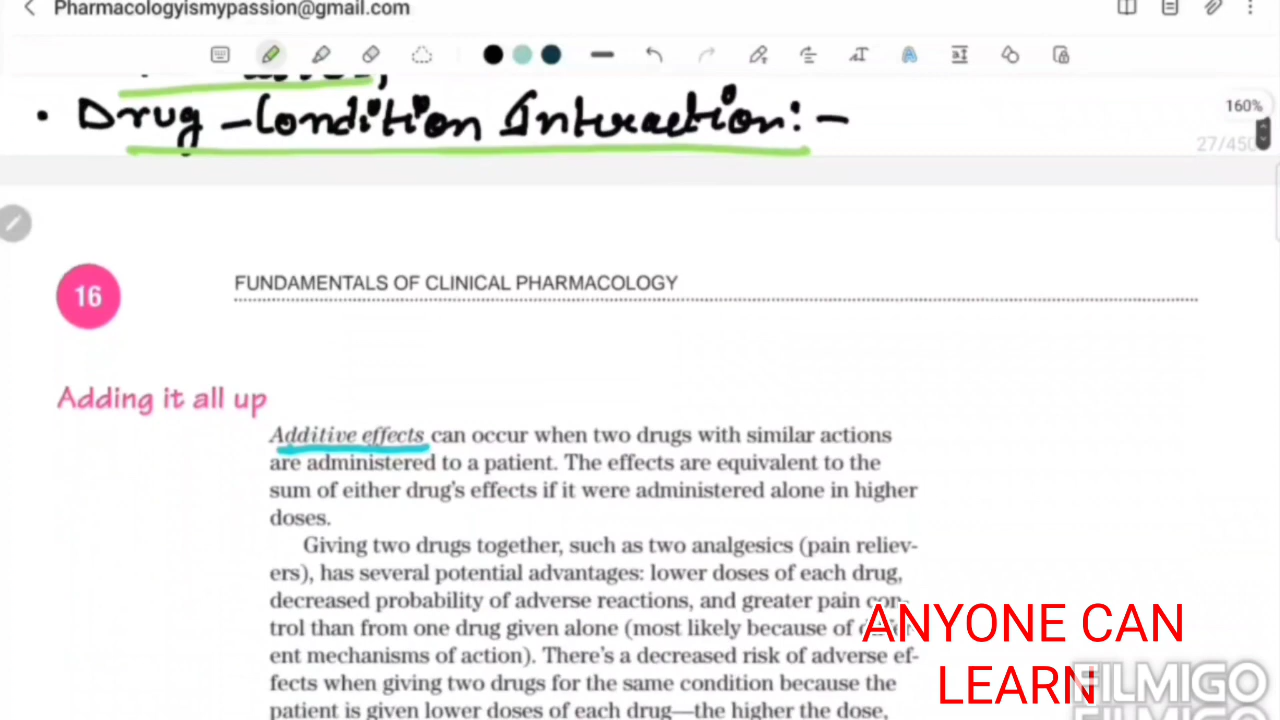 Pharmacologyismypassion@gmail.com
160%
• Drug - Condition Interaction: -
27/450
16
FUNDAMENTALS OF CLINICAL PHARMACOLOGY
Adding it all up
Additive effects can occur when two drugs with similar actions
are administered to a patient. The effects are equivalent to the
sum of either drug's effects if it were administered alone in higher
doses.
Giving two drugs together, such as two analgesics (pain reliev-
ers), has several potential advantages: lower doses of each drug,
decreased probability of adverse reactions, and greater pain con-
trol than from one drug given alone (most likely because of differ-
ent mechanisms of action). There's a decreased risk of adverse ef-
fects when giving two drugs for the same condition because the
patient is given lower doses of each drug—the higher the dose,
ANYONE CAN
LEARN
FILMIGO